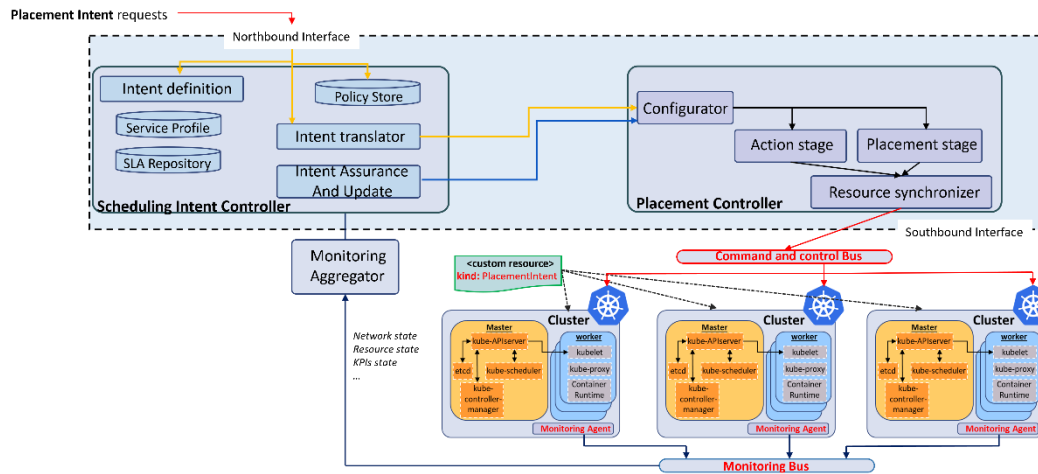 Placement Intent requests
Northbound Interface
Intent definition
Policy Store
Service Profile
Intent translator
SLA Repository
Intent Assurance
And Update
Scheduling Intent Controller
Configurator
Action stage
Placement stage
Resource synchronizer
Placement Controller
Southbound Interface
Monitoring
Aggregator
Command and control Bus
<custom resource>
kind: PlacementIntent
Network state
Resource state
KPIs state
...
Cluster
Master
kube-APIserver
etcd
kube-scheduler
kube-
controller-
manager
worker
kubelet
kube-proxy
Container
Runtime
Monitoring Agent
Cluster
Master
kube-APIserver
etcd
kube-scheduler
kube-
controller-
manager
worker
kubelet
kube-proxy
Container
Runtime
Monitoring Agent
Cluster
Master
kube-APIserver
etcd
kube-scheduler
kube-
controller-
manager
worker
kubelet
kube-proxy
Container
Runtime
Monitoring Agent
Monitoring Bus